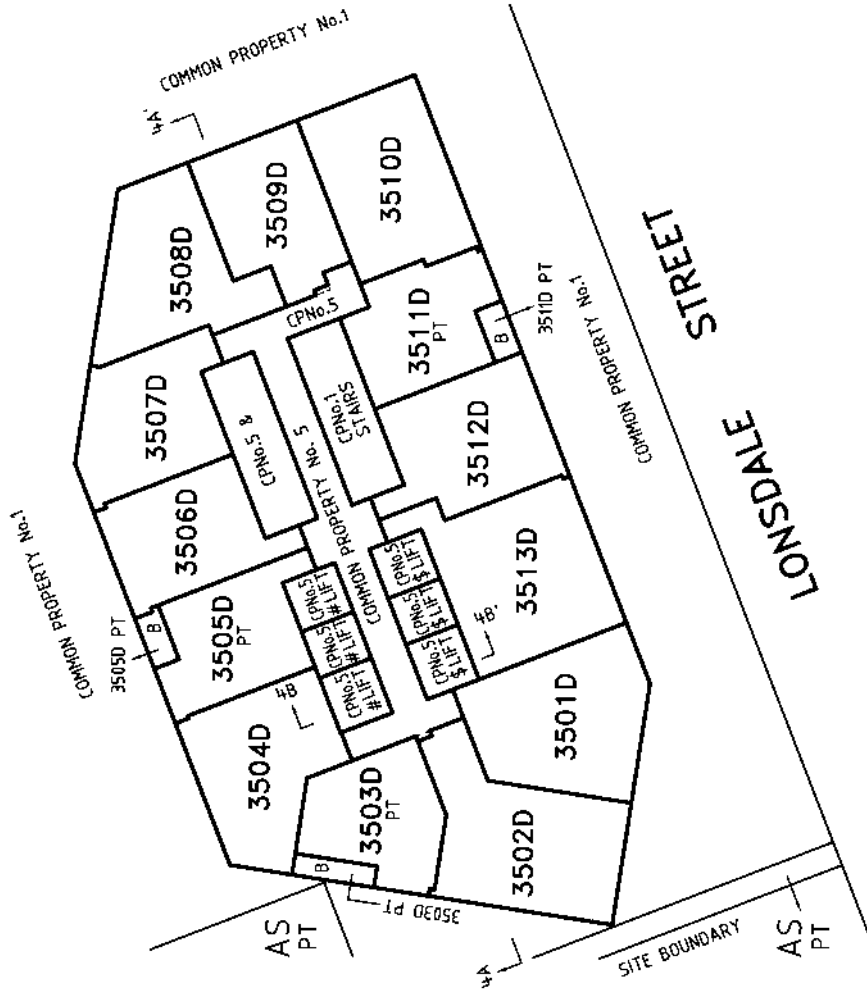 COMMON PROPERTY No.1
4A'
3508D
3509D
3510D
CPNo.5
3507D
CPNo.5 &
3511D
PT
B
3511D PT
CPNo.1
STAIRS
COMMON PROPERTY No. 5
COMMON PROPERTY No.1
3506D
3512D
COMMON PROPERTY No.1
STREET
LONSDALE
3505D PT
B
3505D
PT
CPNo.5
# LIFT
CPNo.5
# LIFT
CPNo.5
# LIFT
CPNo.5
$ LIFT
CPNo.5
$ LIFT
CPNo.5
$ LIFT
3513D
4B'
4B
3504D
3501D
3503D
PT
B
3503D PT
3502D
AS
PT
4A
SITE BOUNDARY
AS
PT